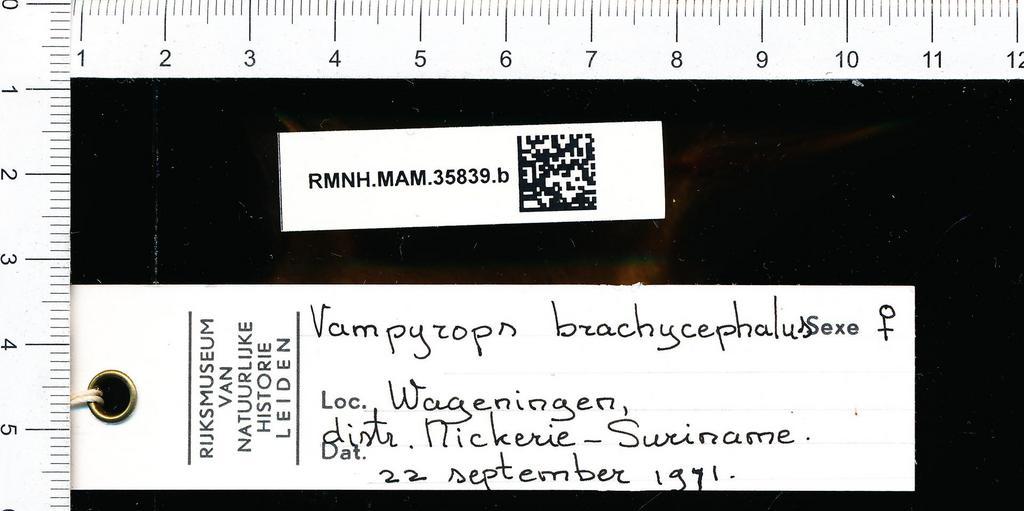 0
1 2 3 4 5 6 7 8 9 10 11 12
1
2
3
4
5
RMNH.MAM.35839.b
RIJKSMUSEUM
VAN
NATUURLIJKE
HISTORIE
LEIDEN
Vampyrops brachycephalus Sexe ♀
Loc. Wageningen,
distr. Nickerie - Suriname.
Dat.
22 september 1971.